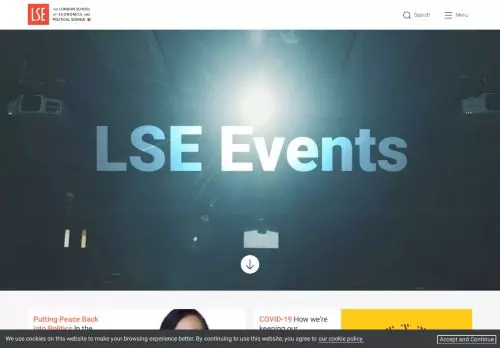 LSE
THE LONDON SCHOOL
OF ECONOMICS AND
POLITICAL SCIENCE
Search
Menu
LSE Events
Putting Peace Back
into Politics In the
COVID-19 How we're
keeping our
We use cookies on this website to make your browsing experience better. By continuing to use this website, you agree to our cookie policy.
Accept and Continue